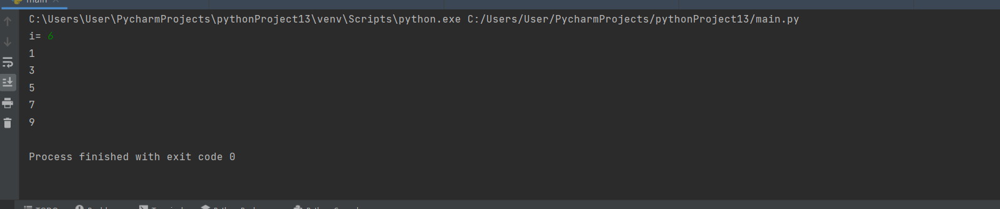 main
C:\Users\User\PycharmProjects\pythonProject13\venv\Scripts\python.exe C:/Users/User/PycharmProjects/pythonProject13/main.py
i= 6
1
3
5
7
9
Process finished with exit code 0